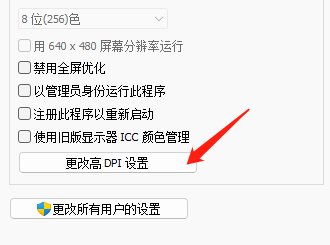 8 位(256)色
用 640 x 480 屏幕分辨率运行
禁用全屏优化
以管理员身份运行此程序
注册此程序以重新启动
使用旧版显示器 ICC 颜色管理
更改高 DPI 设置
更改所有用户的设置